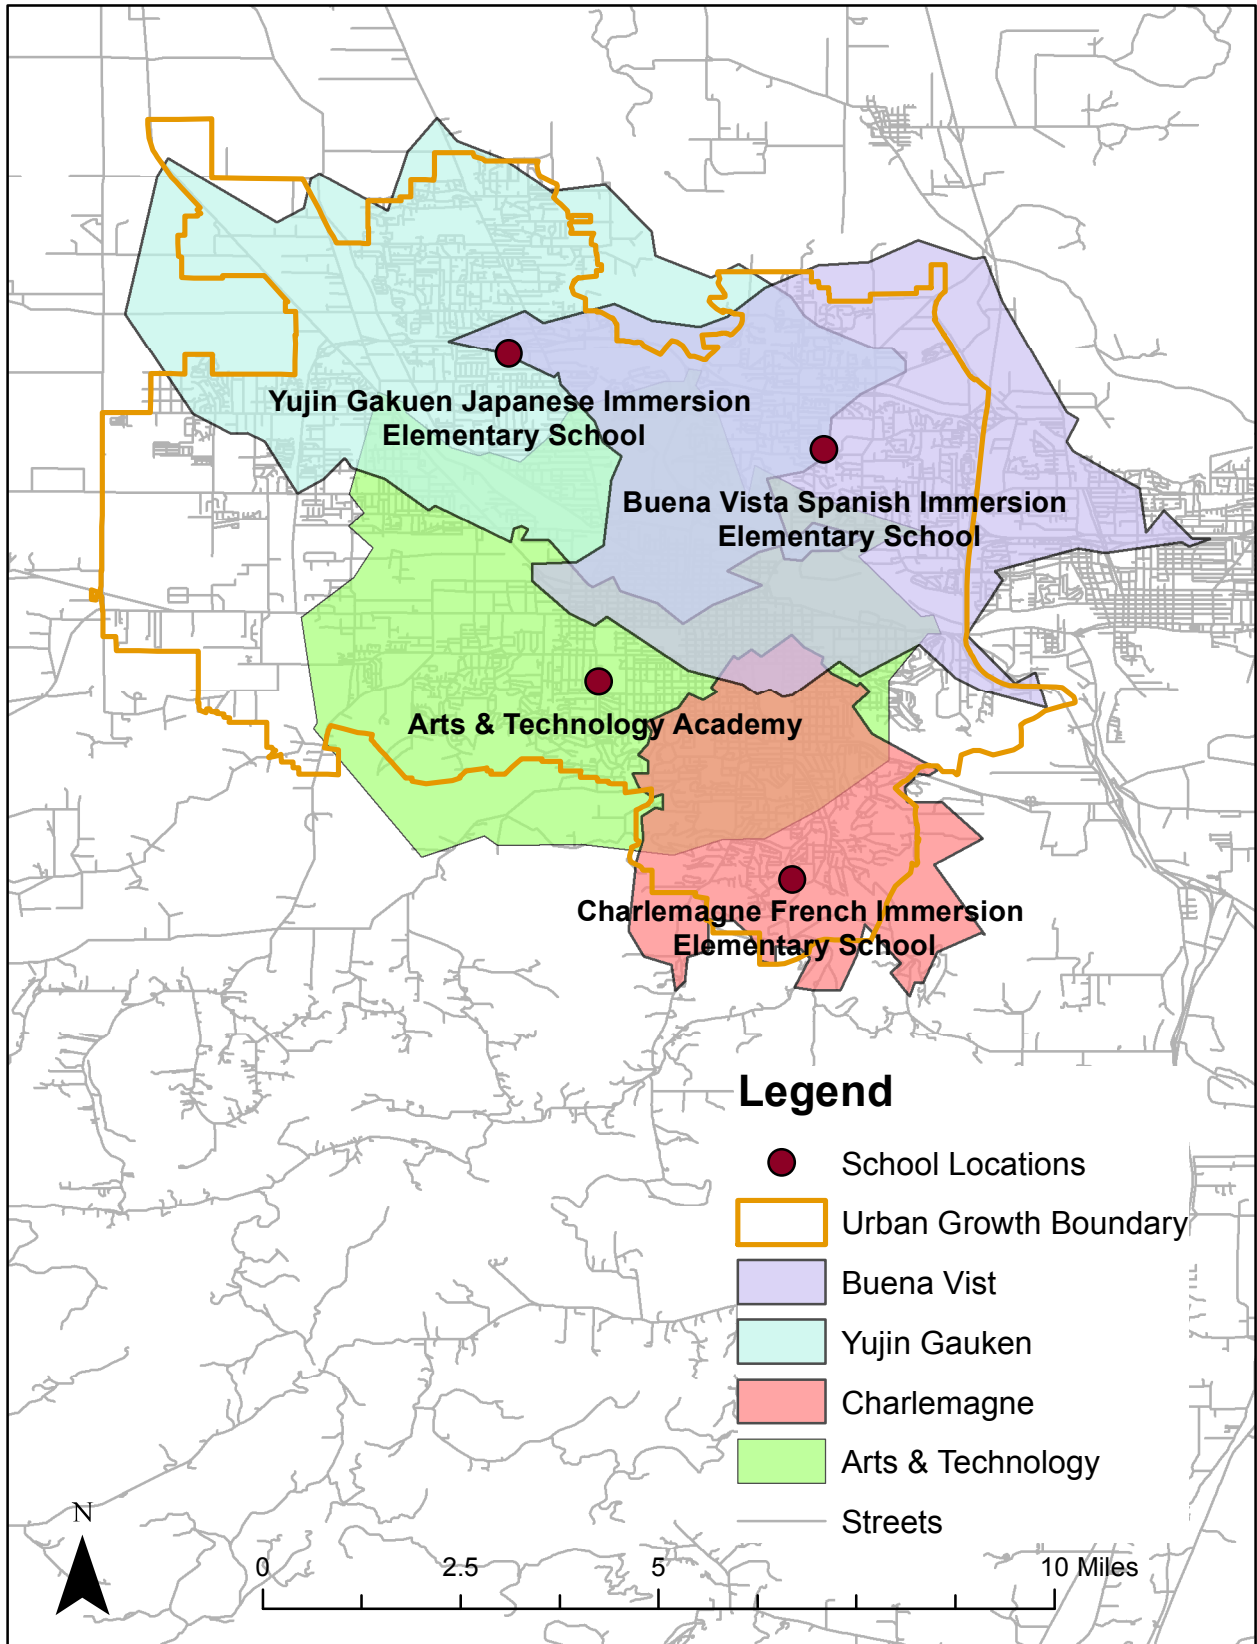 Yujin Gakuen Japanese Immersion
Elementary School
Buena Vista Spanish Immersion
Elementary School
Arts & Technology Academy
Charlemagne French Immersion
Elementary School
Legend
School Locations
Urban Growth Boundary
Buena Vist
Yujin Gauken
Charlemagne
Arts & Technology
Streets
N
0 2.5 5 10 Miles